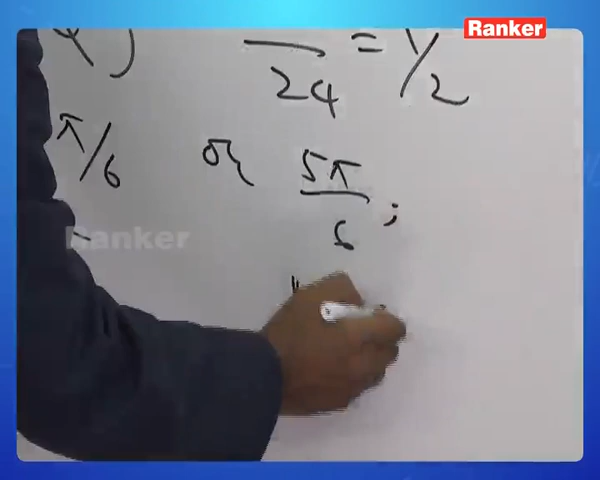 Ranker
) — = 1/2
24
π/6 or 5π/6 ;
Ranker